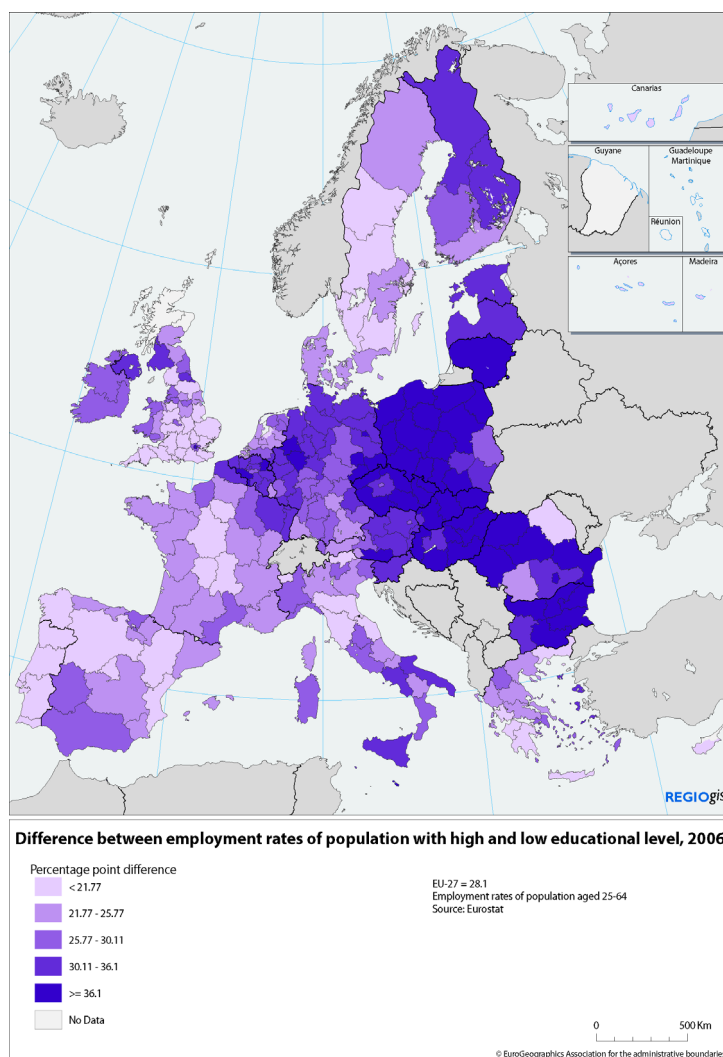 Canarias
Guyane
Guadeloupe
Martinique
Réunion
Açores
Madeira
REGIOgis
Difference between employment rates of population with high and low educational level, 2006
Percentage point difference
< 21.77
21.77 - 25.77
25.77 - 30.11
30.11 - 36.1
>= 36.1
No Data
EU-27 = 28.1
Employment rates of population aged 25-64
Source: Eurostat
0 500 Km
© EuroGeographics Association for the administrative boundaries